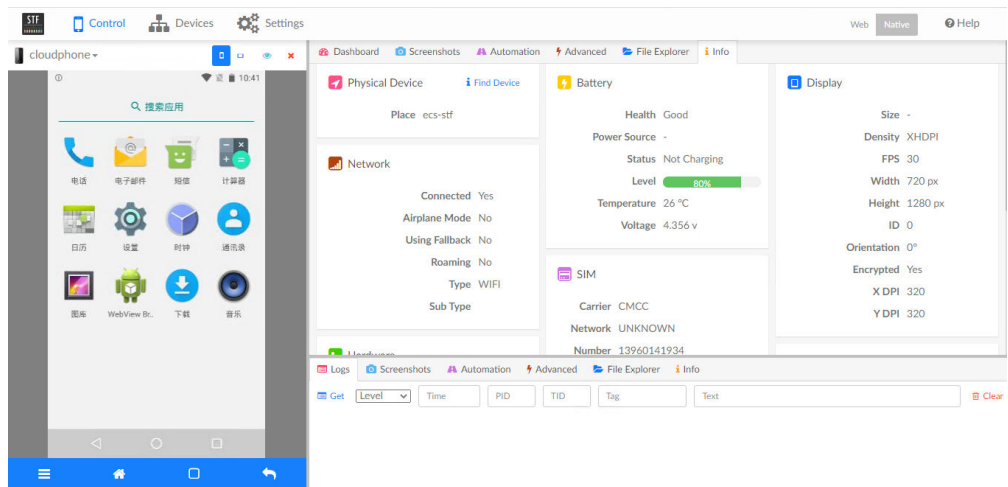 STF
Control
Devices
Settings
Web
Native
Help
cloudphone
Dashboard
Screenshots
Automation
Advanced
File Explorer
Info
10:41
搜索应用
电话
电子邮件
短信
计算器
日历
设置
时钟
通讯录
图库
WebView Br..
下载
音乐
Physical Device
Find Device
Place ecs-stf
Network
Connected Yes
Airplane Mode No
Using Fallback No
Roaming No
Type WIFI
Sub Type
Hardware
Battery
Health Good
Power Source -
Status Not Charging
Level 80%
Temperature 26 °C
Voltage 4.356 v
SIM
Carrier CMCC
Network UNKNOWN
Number 13960141934
Display
Size -
Density XHDPI
FPS 30
Width 720 px
Height 1280 px
ID 0
Orientation 0°
Encrypted Yes
X DPI 320
Y DPI 320
Logs
Screenshots
Automation
Advanced
File Explorer
Info
Get
Level
Time
PID
TID
Tag
Text
Clear